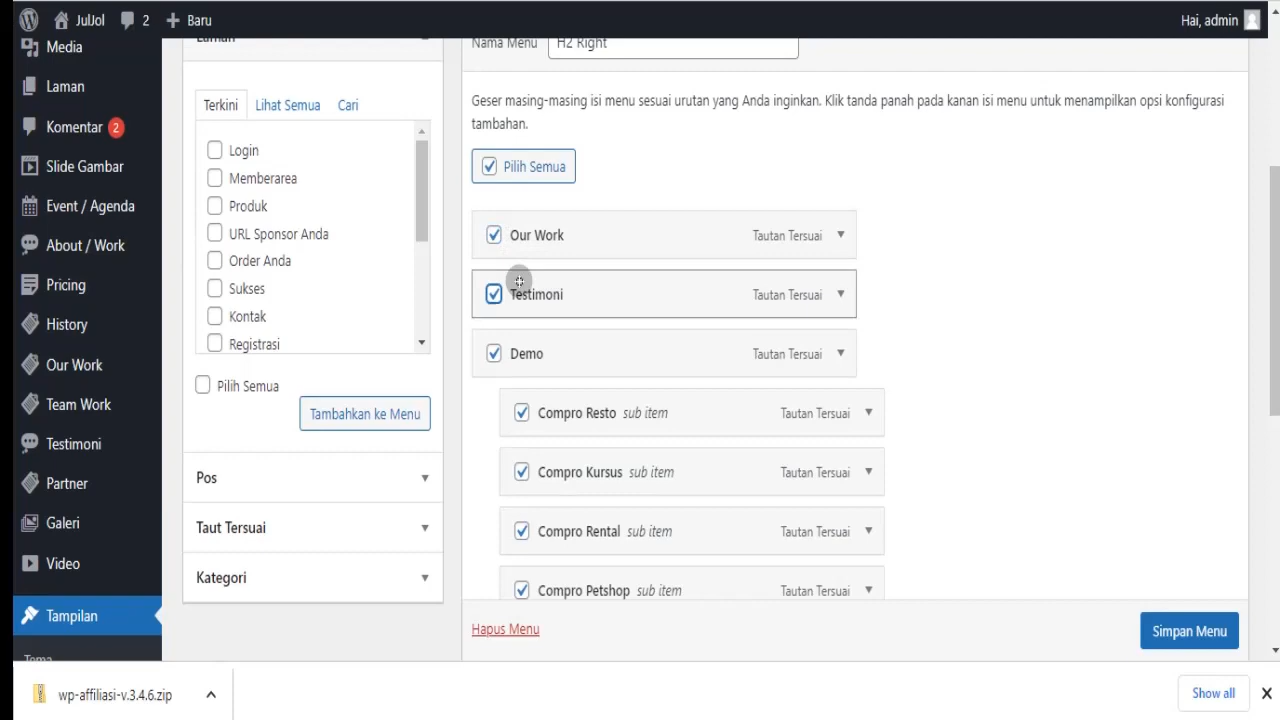 JulJol 2 + Baru Hai, admin
Media
Laman
Komentar 2
Slide Gambar
Event / Agenda
About / Work
Pricing
History
Our Work
Team Work
Testimoni
Partner
Galeri
Video
Tampilan
Tema
Laman
Terkini Lihat Semua Cari
Login
Memberarea
Produk
URL Sponsor Anda
Order Anda
Sukses
Kontak
Registrasi
Pilih Semua
Tambahkan ke Menu
Pos
Taut Tersuai
Kategori
Nama Menu H2 Right
Geser masing-masing isi menu sesuai urutan yang Anda inginkan. Klik tanda panah pada kanan isi menu untuk menampilkan opsi konfigurasi
tambahan.
Pilih Semua
Our Work Tautan Tersuai
Testimoni Tautan Tersuai
Demo Tautan Tersuai
Compro Resto sub item Tautan Tersuai
Compro Kursus sub item Tautan Tersuai
Compro Rental sub item Tautan Tersuai
Compro Petshop sub item Tautan Tersuai
Hapus Menu Simpan Menu
wp-affiliasi-v.3.4.6.zip Show all